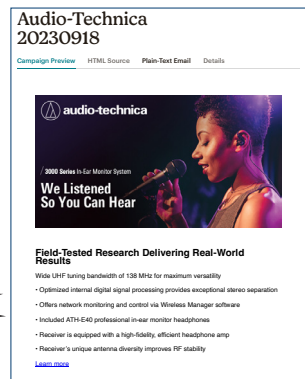 Audio-Technica
20230918
Campaign Preview HTML Source Plain-Text Email Details
audio-technica
3000 Series In-Ear Monitor System
We Listened
So You Can Hear
Field-Tested Research Delivering Real-World
Results
Wide UHF tuning bandwidth of 138 MHz for maximum versatility
• Optimized internal digital signal processing provides exceptional stereo separation
• Offers network monitoring and control via Wireless Manager software
• Included ATH-E40 professional in-ear monitor headphones
• Receiver is equipped with a high-fidelity, efficient headphone amp
• Receiver's unique antenna diversity improves RF stability
Learn more